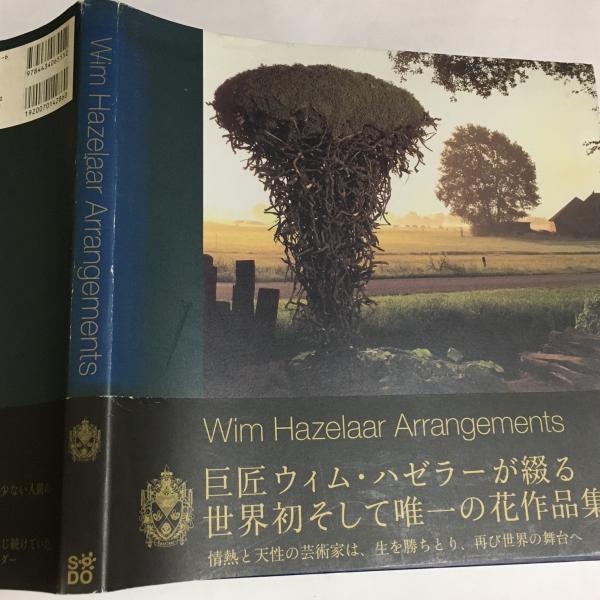 9784434063374
1920070142860
Wim Hazelaar Arrangements
少ない人間の
じ続けていた
ダー
S DO
Wim Hazelaar Arrangements
巨匠ウィム・ハゼラーが綴る
世界初そして唯一の花作品集
情熱と天性の芸術家は、生を勝ちとり、再び世界の舞台へ